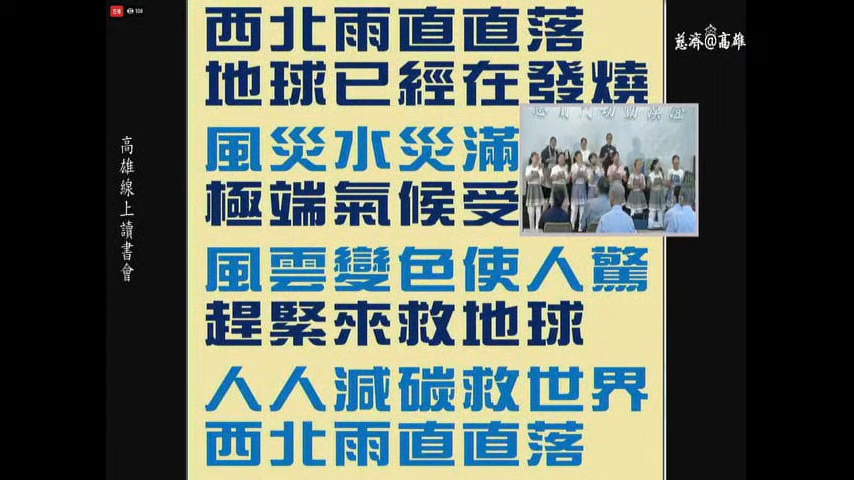 西北雨直直落
地球已經在發燒
風災水災滿
極端氣候受
風雲變色使人驚
趕緊來救地球
人人減碳救世界
西北雨直直落
高雄線上讀書會
慈濟@高雄